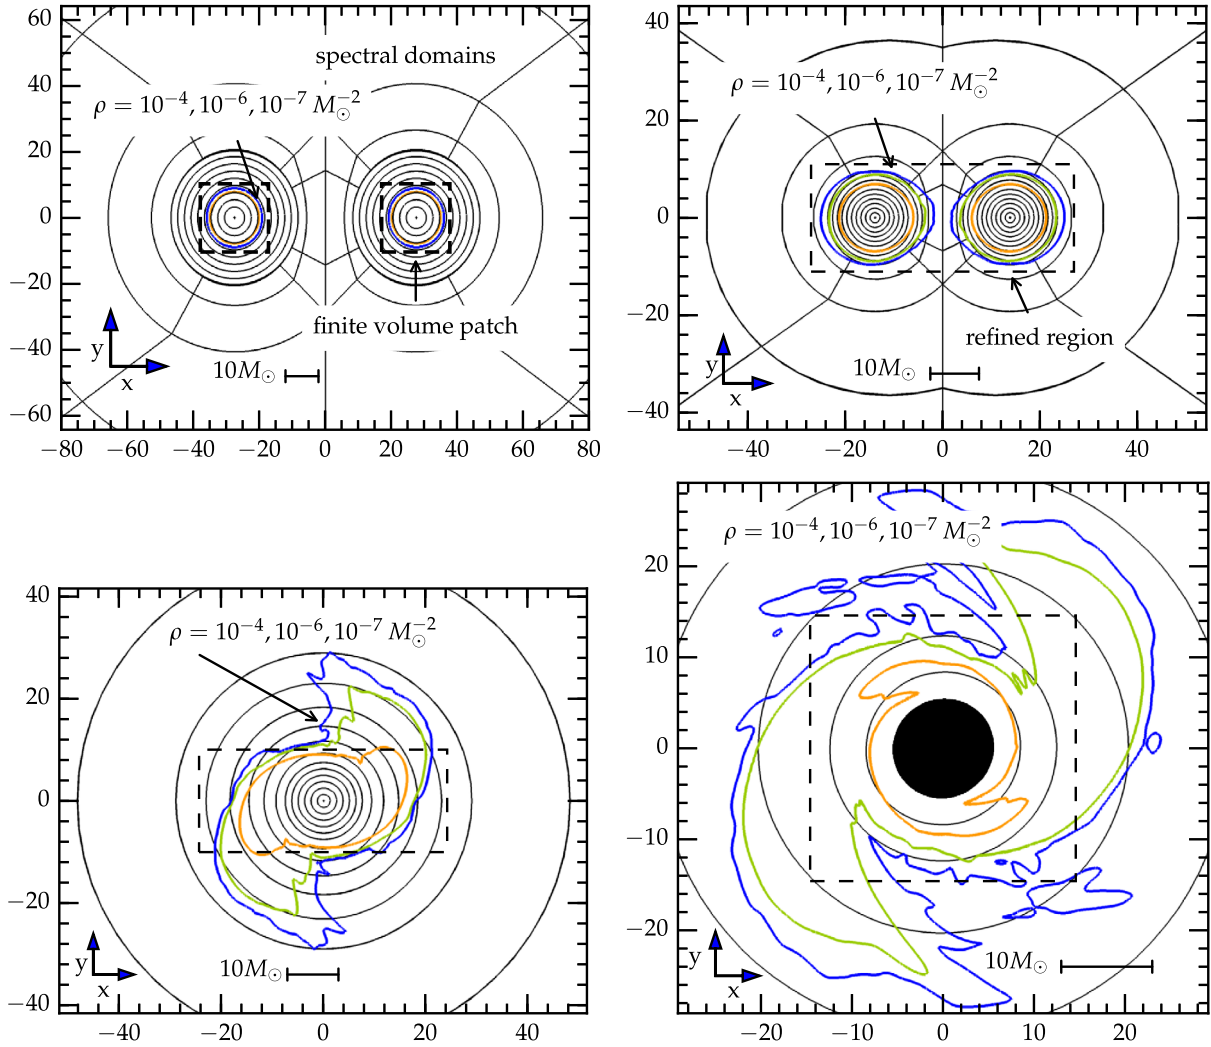 60
40
20
0
−20
−40
−60
−80 −60 −40 −20 0 20 40 60 80
spectral domains
ρ = 10⁻⁴, 10⁻⁶, 10⁻⁷ M⊙⁻²
finite volume patch
y
x
10M⊙
40
20
0
−20
−40
−40 −20 0 20 40
ρ = 10⁻⁴, 10⁻⁶, 10⁻⁷ M⊙⁻²
refined region
y
x
10M⊙
40
20
0
−20
−40
−40 −20 0 20 40
ρ = 10⁻⁴, 10⁻⁶, 10⁻⁷ M⊙⁻²
y
x
10M⊙
20
10
0
−10
−20
−20 −10 0 10 20
ρ = 10⁻⁴, 10⁻⁶, 10⁻⁷ M⊙⁻²
y
x
10M⊙